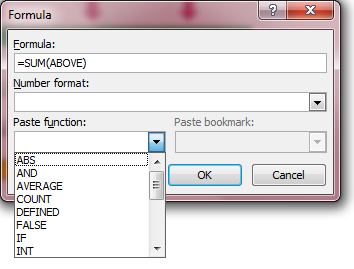 Formula
Formula:
=SUM(ABOVE)
Number format:
Paste function:
Paste bookmark:
ABS
AND
AVERAGE
COUNT
DEFINED
FALSE
IF
INT
OK
Cancel